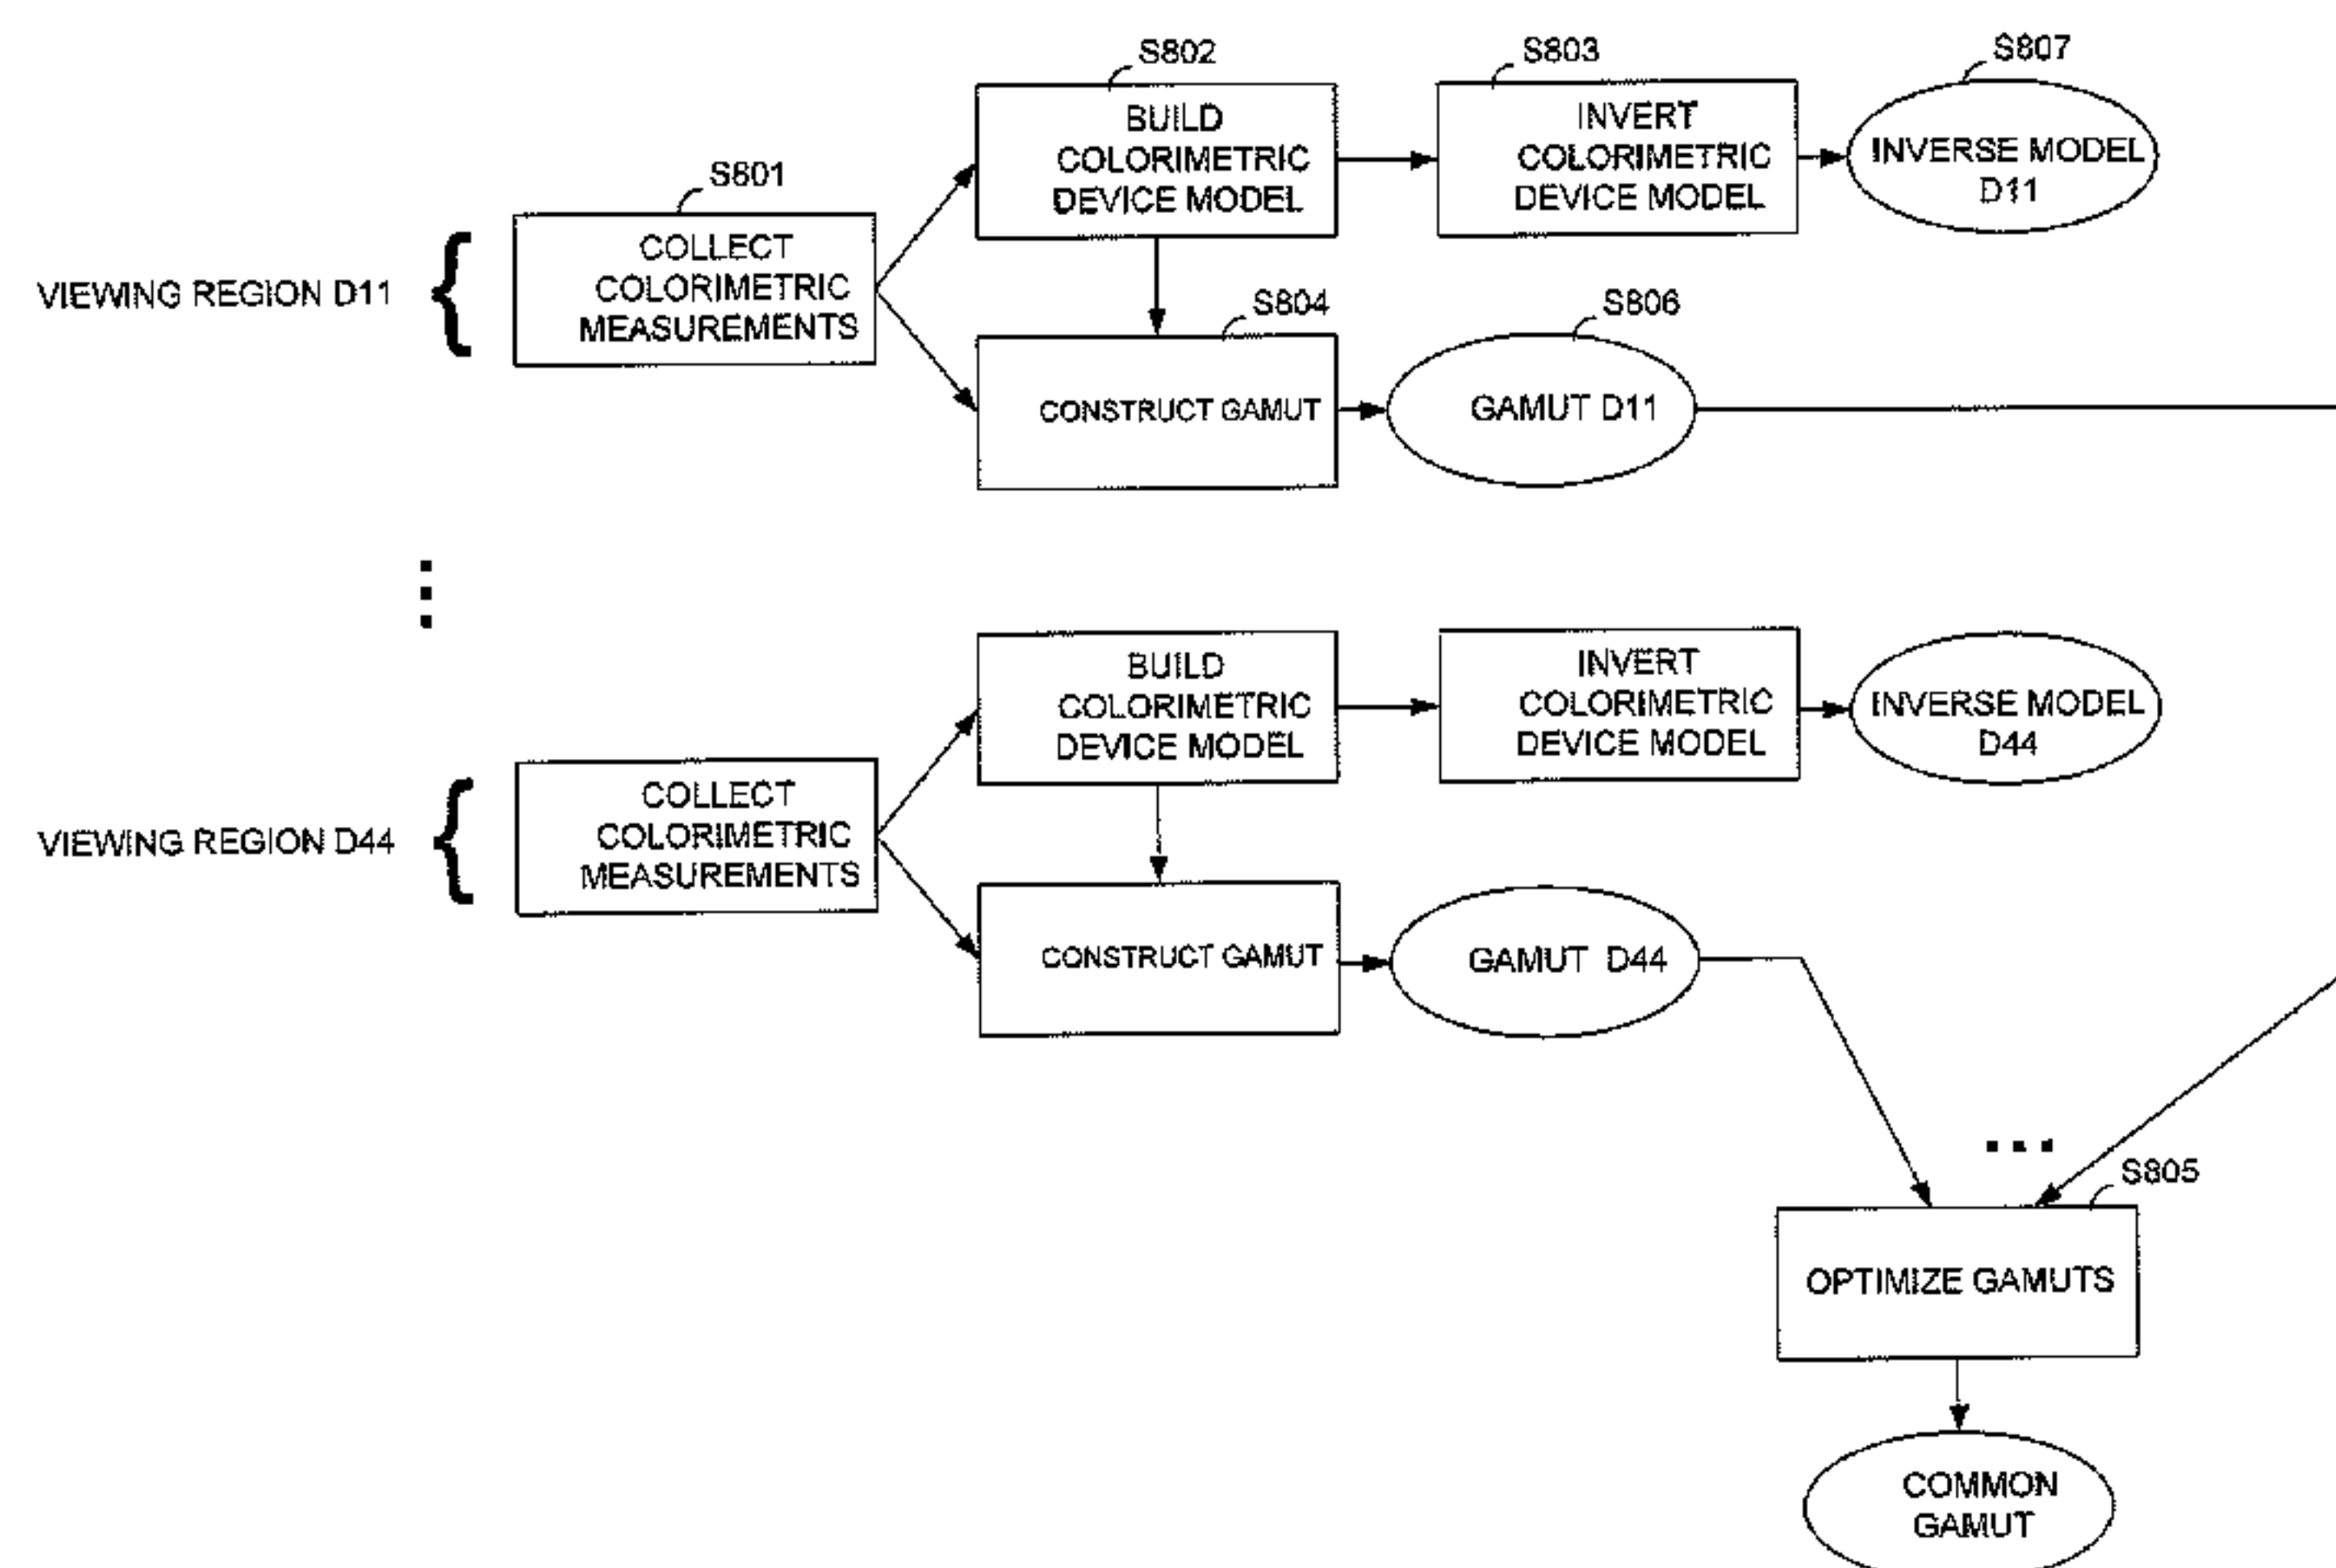 S802
S803
S807
BUILD
COLORIMETRIC
DEVICE MODEL
INVERT
COLORIMETRIC
DEVICE MODEL
INVERSE MODEL
D11
S801
COLLECT
COLORIMETRIC
MEASUREMENTS
VIEWING REGION D11
S804
S806
CONSTRUCT GAMUT
GAMUT D11
BUILD
COLORIMETRIC
DEVICE MODEL
INVERT
COLORIMETRIC
DEVICE MODEL
INVERSE MODEL
D44
VIEWING REGION D44
COLLECT
COLORIMETRIC
MEASUREMENTS
CONSTRUCT GAMUT
GAMUT D44
S805
OPTIMIZE GAMUTS
COMMON
GAMUT